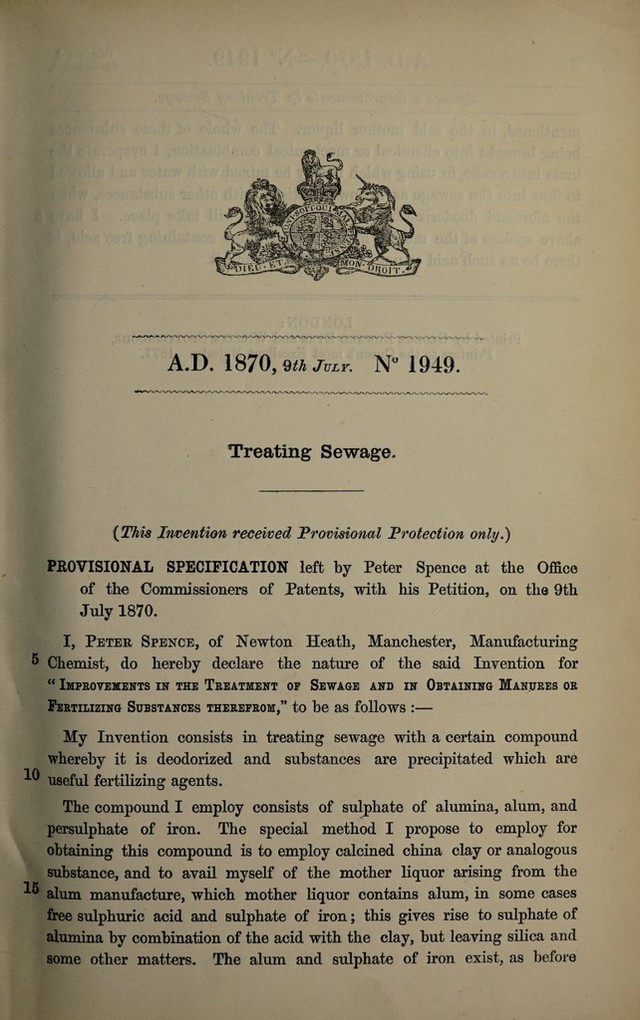 DIEU ET MON DROIT.
A.D. 1870, 9th July. Nº 1949.
Treating Sewage.
(This Invention received Provisional Protection only.)
PROVISIONAL SPECIFICATION left by Peter Spence at the Office
of the Commissioners of Patents, with his Petition, on the 9th
July 1870.
I, Peter Spence, of Newton Heath, Manchester, Manufacturing
5 Chemist, do hereby declare the nature of the said Invention for
“Improvements in the Treatment of Sewage and in Obtaining Manures or
Fertilizing Substances therefrom,” to be as follows :—
My Invention consists in treating sewage with a certain compound
whereby it is deodorized and substances are precipitated which are
10 useful fertilizing agents.
The compound I employ consists of sulphate of alumina, alum, and
persulphate of iron. The special method I propose to employ for
obtaining this compound is to employ calcined china clay or analogous
substance, and to avail myself of the mother liquor arising from the
15 alum manufacture, which mother liquor contains alum, in some cases
free sulphuric acid and sulphate of iron; this gives rise to sulphate of
alumina by combination of the acid with the clay, but leaving silica and
some other matters. The alum and sulphate of iron exist, as before